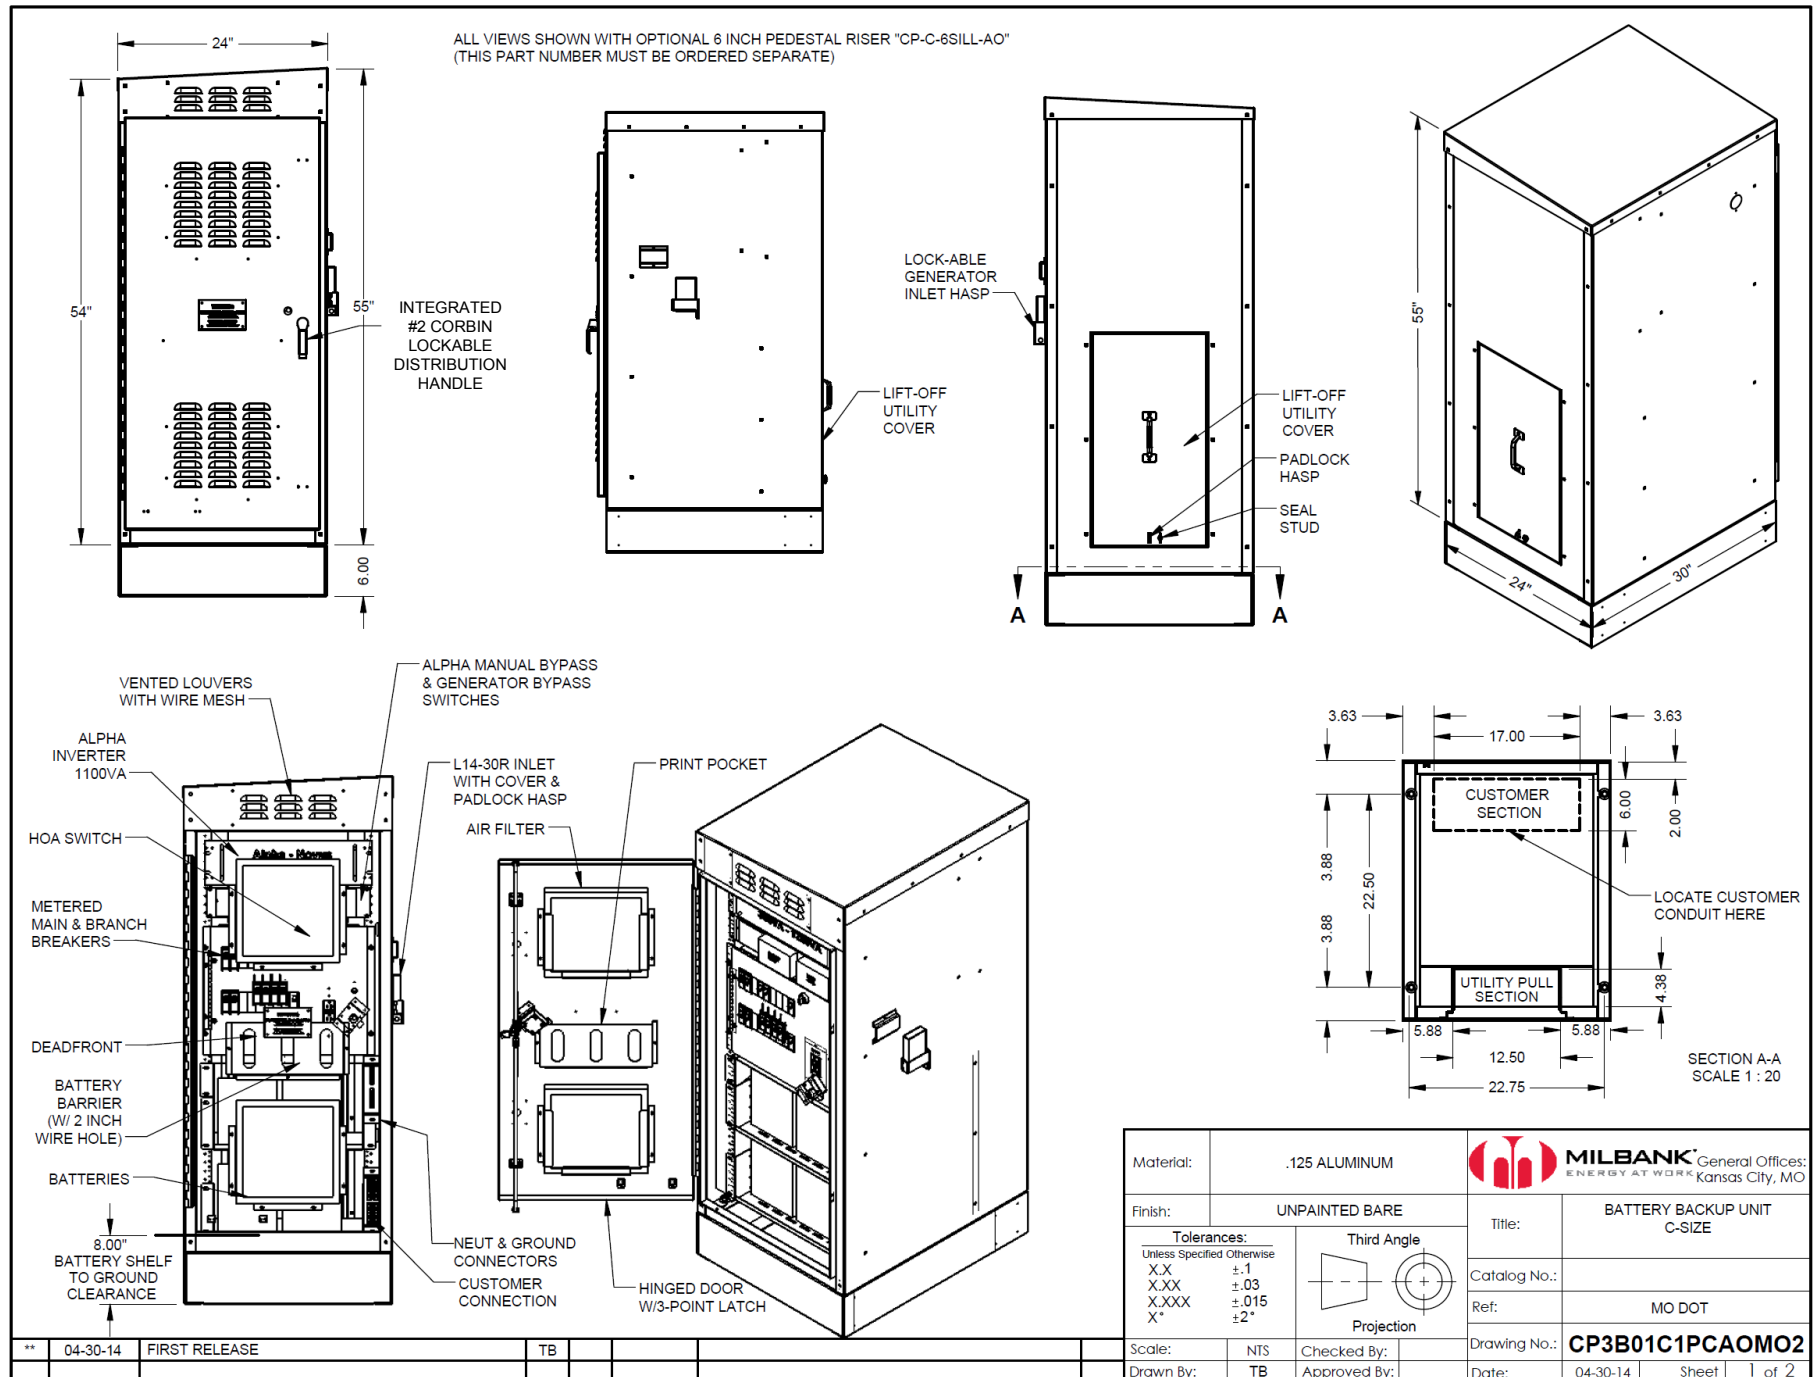 ALL VIEWS SHOWN WITH OPTIONAL 6 INCH PEDESTAL RISER "CP-C-6SILL-AO"
(THIS PART NUMBER MUST BE ORDERED SEPARATE)
24"
54"
55"
6.00
INTEGRATED
#2 CORBIN
LOCKABLE
DISTRIBUTION
HANDLE
LIFT-OFF
UTILITY
COVER
LOCK-ABLE
GENERATOR
INLET HASP
LIFT-OFF
UTILITY
COVER
PADLOCK
HASP
SEAL
STUD
A
A
55"
24"
30"
VENTED LOUVERS
WITH WIRE MESH
ALPHA MANUAL BYPASS
& GENERATOR BYPASS
SWITCHES
ALPHA
INVERTER
1100VA
L14-30R INLET
WITH COVER &
PADLOCK HASP
HOA SWITCH
METERED
MAIN & BRANCH
BREAKERS
DEADFRONT
BATTERY
BARRIER
(W/ 2 INCH
WIRE HOLE)
BATTERIES
8.00"
BATTERY SHELF
TO GROUND
CLEARANCE
NEUT & GROUND
CONNECTORS
CUSTOMER
CONNECTION
PRINT POCKET
AIR FILTER
HINGED DOOR
W/3-POINT LATCH
3.63
3.63
17.00
CUSTOMER
SECTION
6.00
2.00
3.88
22.50
3.88
LOCATE CUSTOMER
CONDUIT HERE
UTILITY PULL
SECTION
4.38
5.88
5.88
12.50
22.75
SECTION A-A
SCALE 1 : 20
Material:
.125 ALUMINUM
MILBANK
ENERGY AT WORK
General Offices:
Kansas City, MO
Finish:
UNPAINTED BARE
Title:
BATTERY BACKUP UNIT
C-SIZE
Tolerances:
Unless Specified Otherwise
X.X ±.1
X.XX ±.03
X.XXX ±.015
X° ±2°
Third Angle
Projection
Catalog No.:
Ref:
MO DOT
Drawing No.:
CP3B01C1PCAOMO2
Scale:
NTS
Checked By:
Drawn By:
TB
Approved By:
Date:
04-30-14
Sheet
1 of 2
** 04-30-14 FIRST RELEASE TB